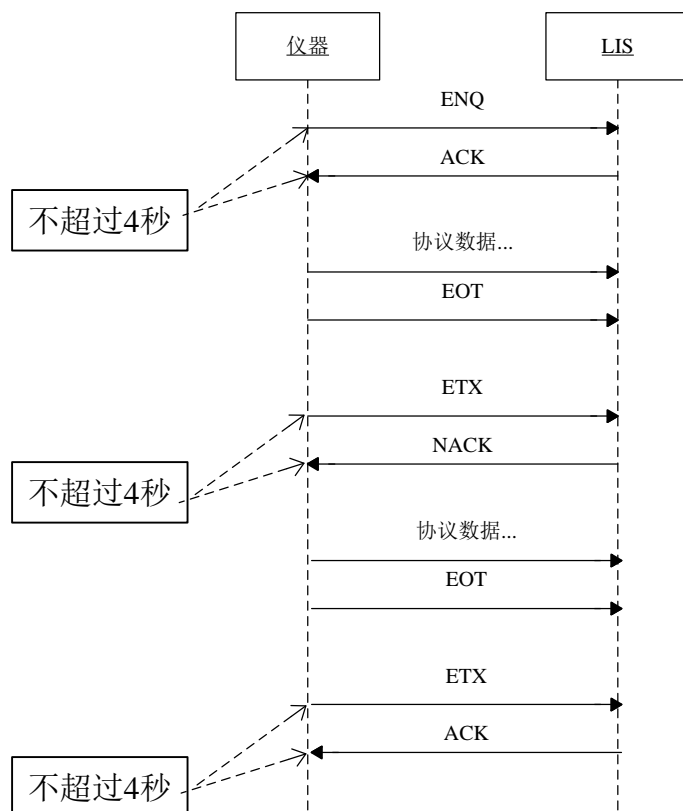 仪器
LIS
ENQ
ACK
不超过4秒
协议数据...
EOT
ETX
NACK
不超过4秒
协议数据...
EOT
ETX
ACK
不超过4秒